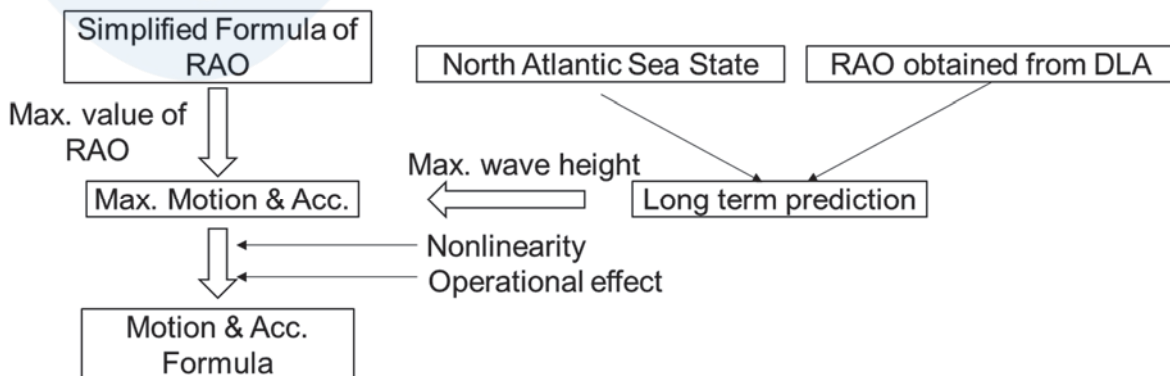 Simplified Formula of
RAO
North Atlantic Sea State
RAO obtained from DLA
Max. value of
RAO
Max. wave height
Max. Motion & Acc.
Long term prediction
Nonlinearity
Operational effect
Motion & Acc.
Formula